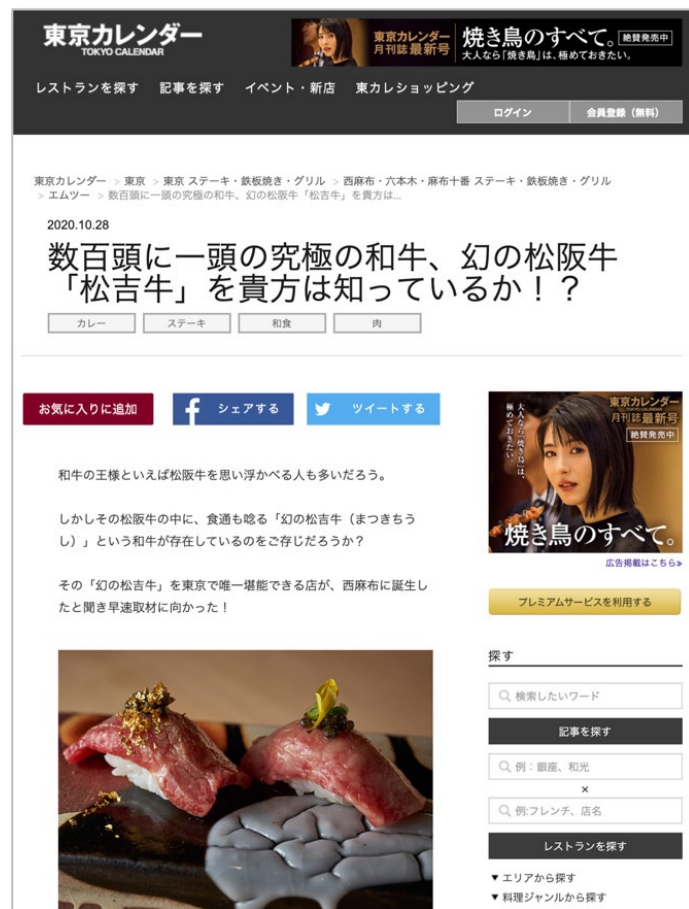 東京カレンダー
TOKYO CALENDAR
東京カレンダー
月刊誌最新号
焼き鳥のすべて。
絶賛発売中
大人なら「焼き鳥」は、極めておきたい。
レストランを探す 記事を探す イベント・新店 東カレショッピング
ログイン 会員登録（無料）
東京カレンダー > 東京 > 東京 ステーキ・鉄板焼き・グリル > 西麻布・六本木・麻布十番 ステーキ・鉄板焼き・グリル
> エムツー > 数百頭に一頭の究極の和牛、幻の松阪牛「松吉牛」を貴方は...
2020.10.28
数百頭に一頭の究極の和牛、幻の松阪牛
「松吉牛」を貴方は知っているか！？
カレー ステーキ 和食 肉
お気に入りに追加 シェアする ツイートする
和牛の王様といえば松阪牛を思い浮かべる人も多いだろう。
しかしその松阪牛の中に、食通も唸る「幻の松吉牛（まつきちう
し）」という和牛が存在しているのをご存じだろうか？
その「幻の松吉牛」を東京で唯一堪能できる店が、西麻布に誕生し
たと聞き早速取材に向かった！
東京カレンダー
TOKYO CALENDAR
月刊誌最新号
絶賛発売中
大人なら「焼き鳥」は、
極めておきたい。
焼き鳥のすべて。
広告掲載はこちら»
プレミアムサービスを利用する
探す
検索したいワード
記事を探す
例：銀座、和光
×
例:フレンチ、店名
レストランを探す
▼ エリアから探す
▼ 料理ジャンルから探す